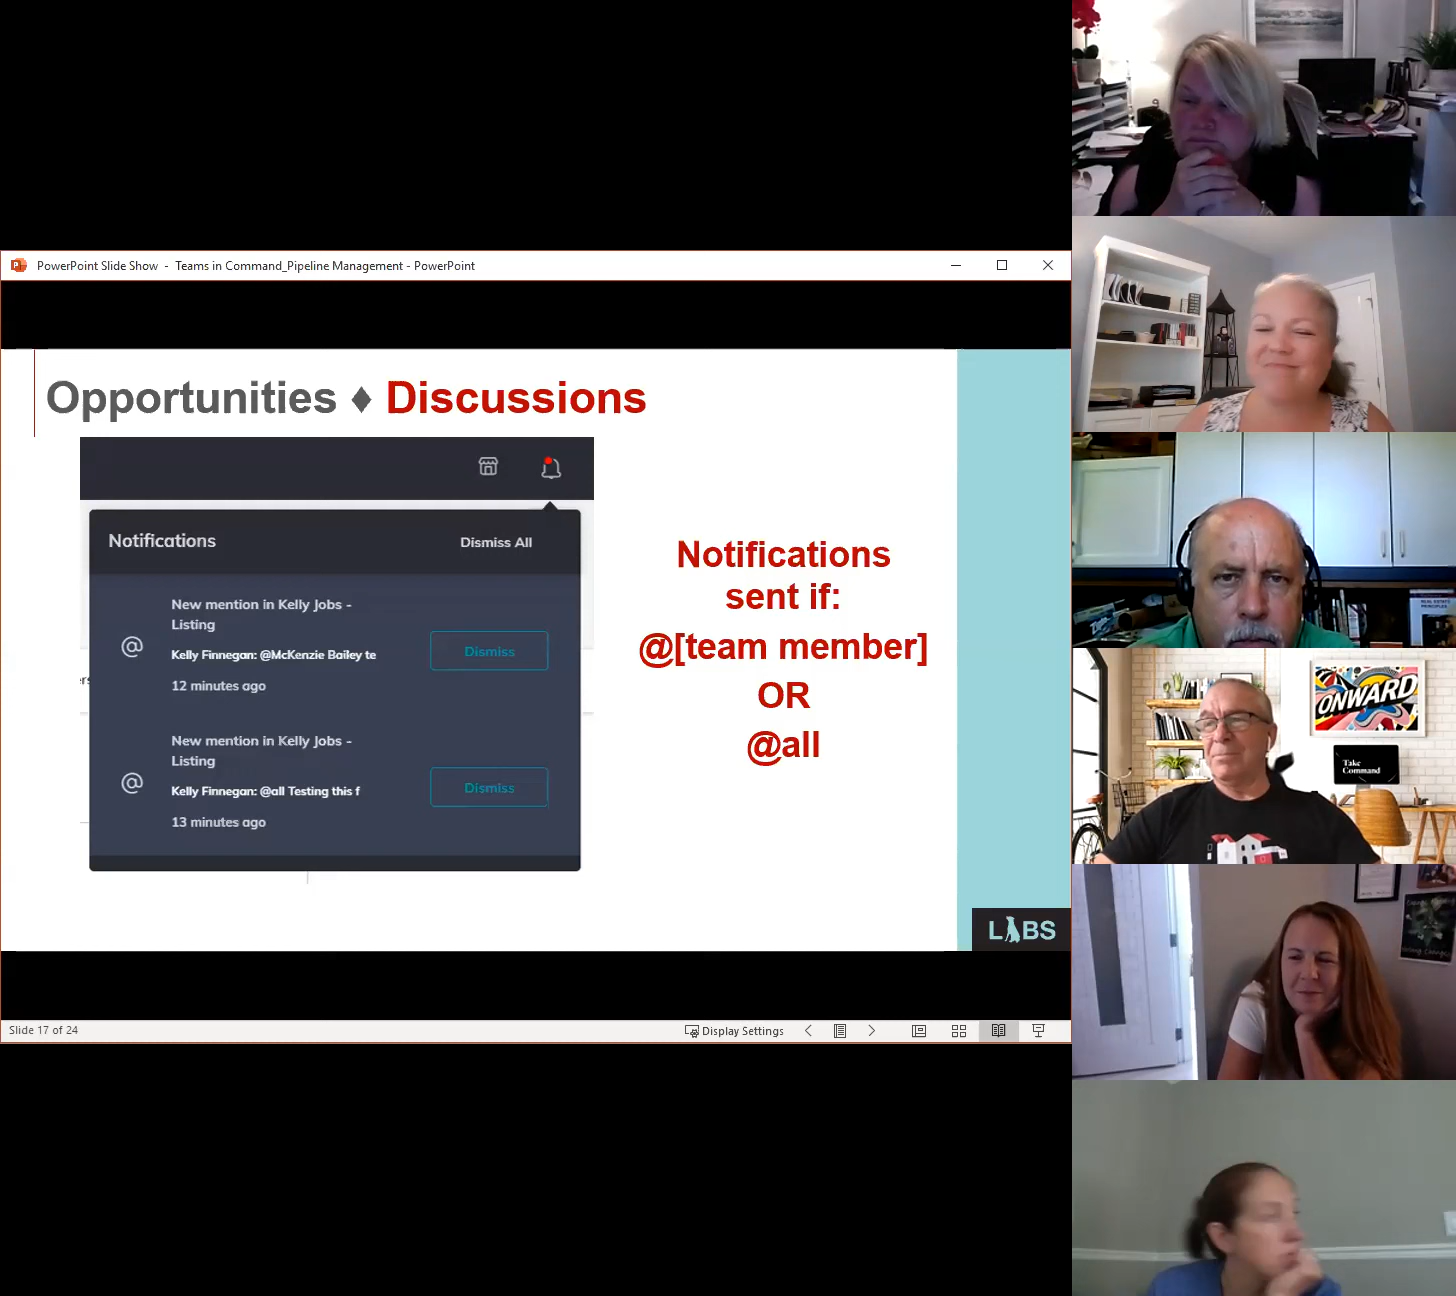 PowerPoint Slide Show - Teams in Command_Pipeline Management - PowerPoint
Opportunities ♦ Discussions
Notifications
Dismiss All
New mention in Kelly Jobs -
Listing
Kelly Finnegan: @McKenzie Bailey te
12 minutes ago
Dismiss
New mention in Kelly Jobs -
Listing
Kelly Finnegan: @all Testing this f
13 minutes ago
Dismiss
Notifications
sent if:
@[team member]
OR
@all
LABS
Slide 17 of 24
Display Settings
REAL ESTATE
PRINCIPLES
ONWARD
Take
Command